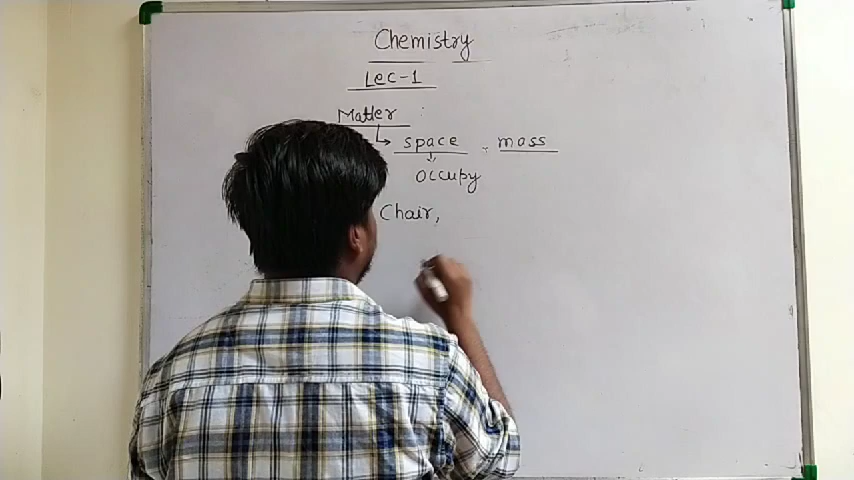 Chemistry
Lec-1
Matter :
space . mass
occupy
Chair,